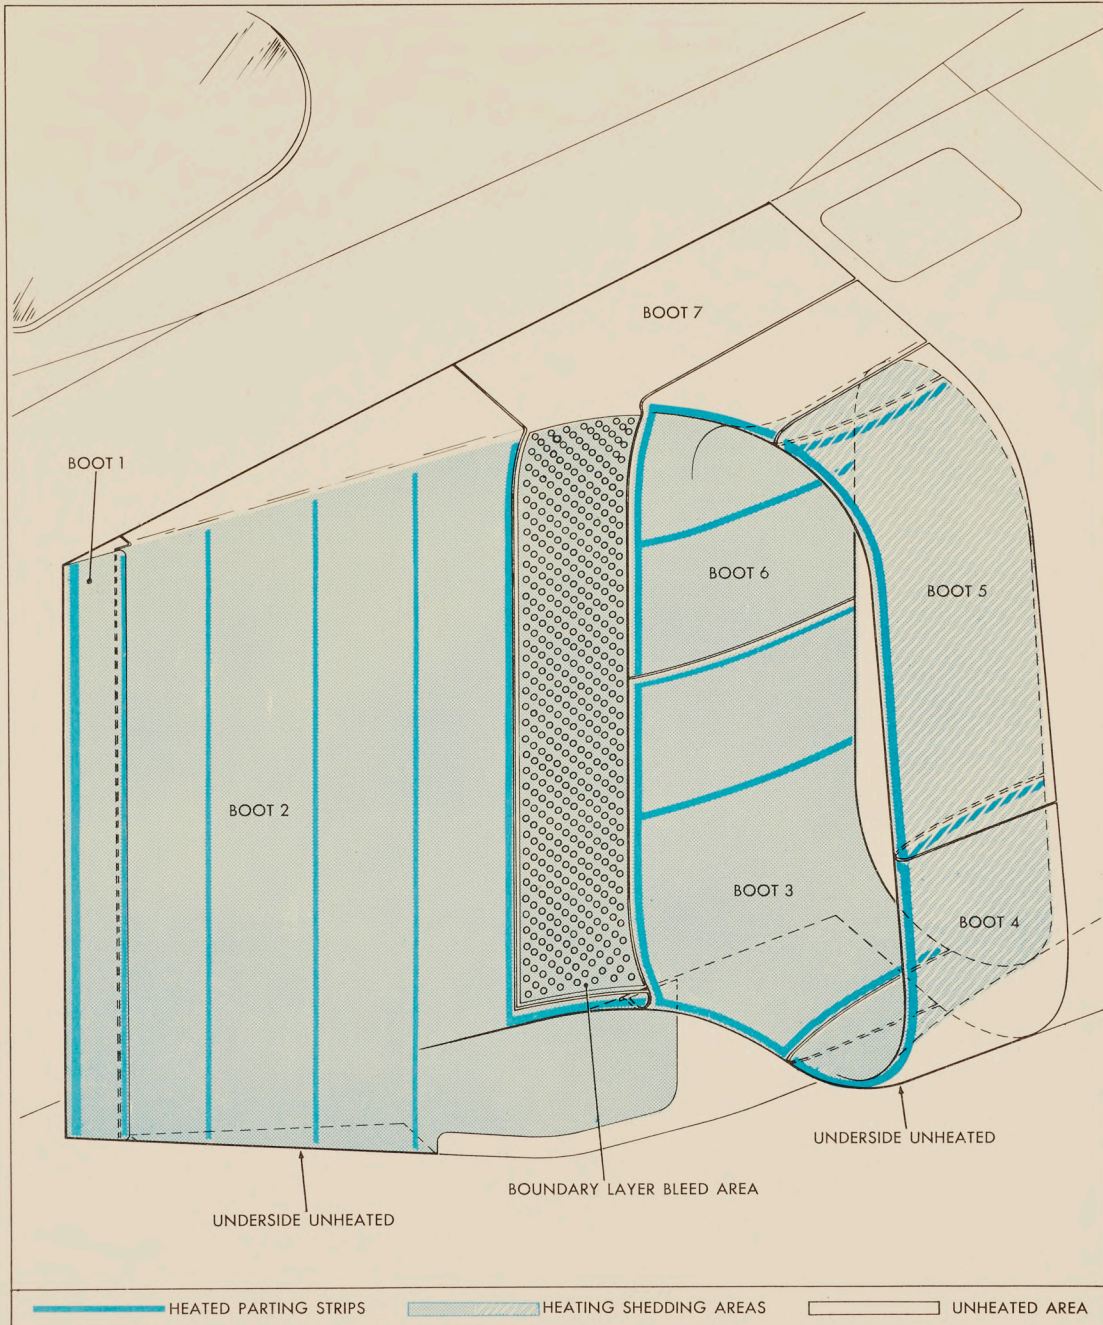 BOOT 7
BOOT 1
BOOT 6
BOOT 5
BOOT 2
BOOT 3
BOOT 4
UNDERSIDE UNHEATED
BOUNDARY LAYER BLEED AREA
UNDERSIDE UNHEATED
HEATED PARTING STRIPS
HEATING SHEDDING AREAS
UNHEATED AREA